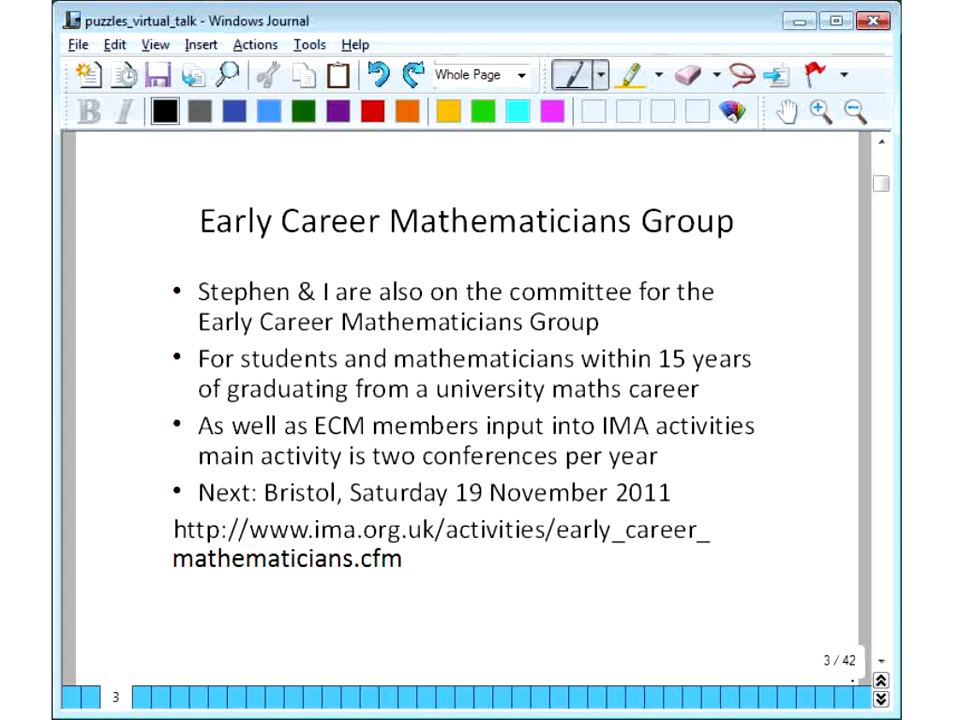 puzzles_virtual_talk - Windows Journal
File Edit View Insert Actions Tools Help
Whole Page
B I
Early Career Mathematicians Group
• Stephen & I are also on the committee for the
Early Career Mathematicians Group
• For students and mathematicians within 15 years
of graduating from a university maths career
• As well as ECM members input into IMA activities
main activity is two conferences per year
• Next: Bristol, Saturday 19 November 2011
http://www.ima.org.uk/activities/early_career_
mathematicians.cfm
3 / 42
3